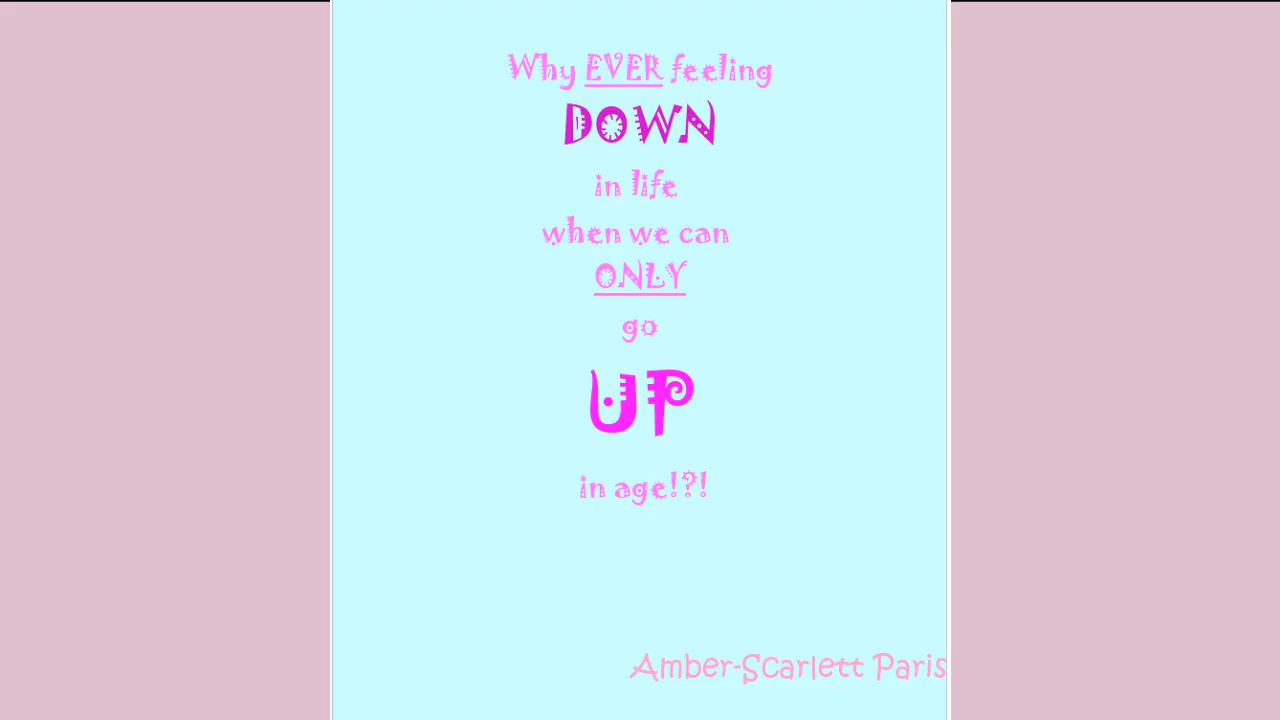 Why EVER feeling
DOWN
in life
when we can
ONLY
go
UP
in age!?!
Amber-Scarlett Paris